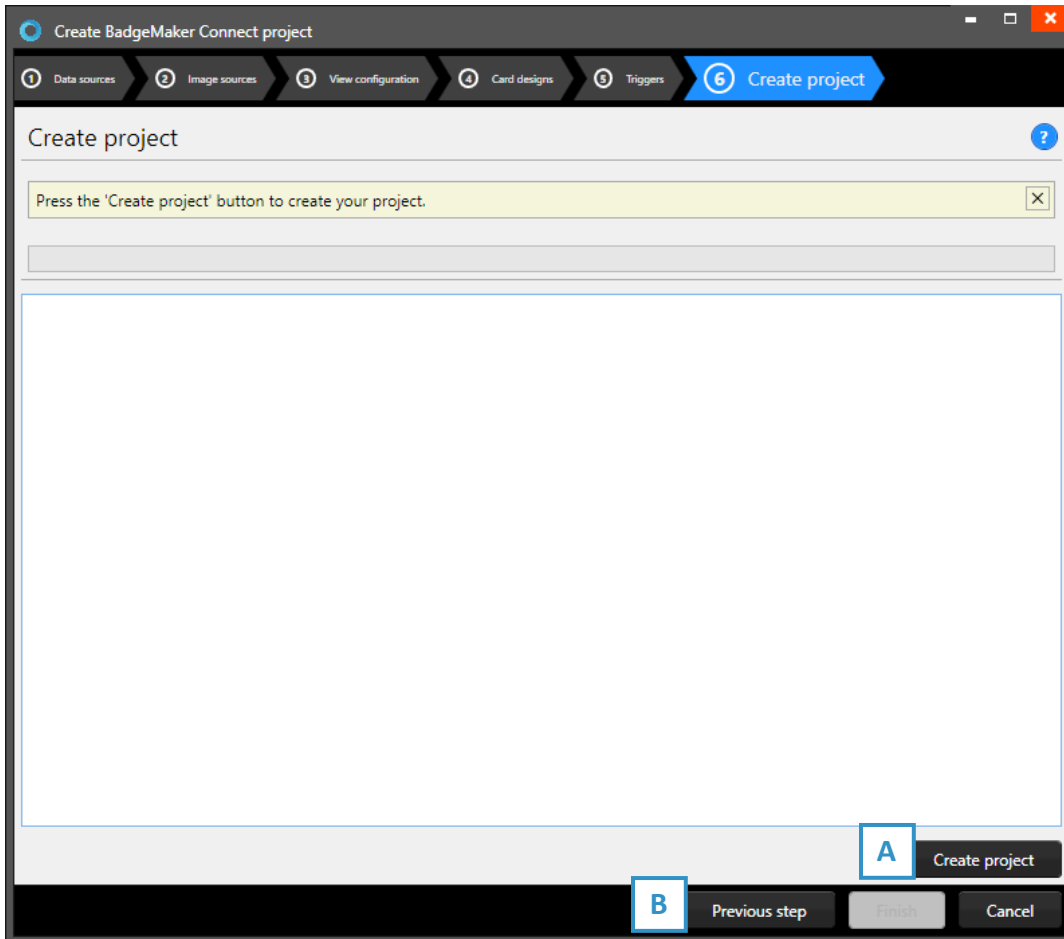 Create BadgeMaker Connect project
1 Data sources 2 Image sources 3 View configuration 4 Card designs 5 Triggers 6 Create project
Create project ?
Press the 'Create project' button to create your project.
A Create project
B Previous step Finish Cancel